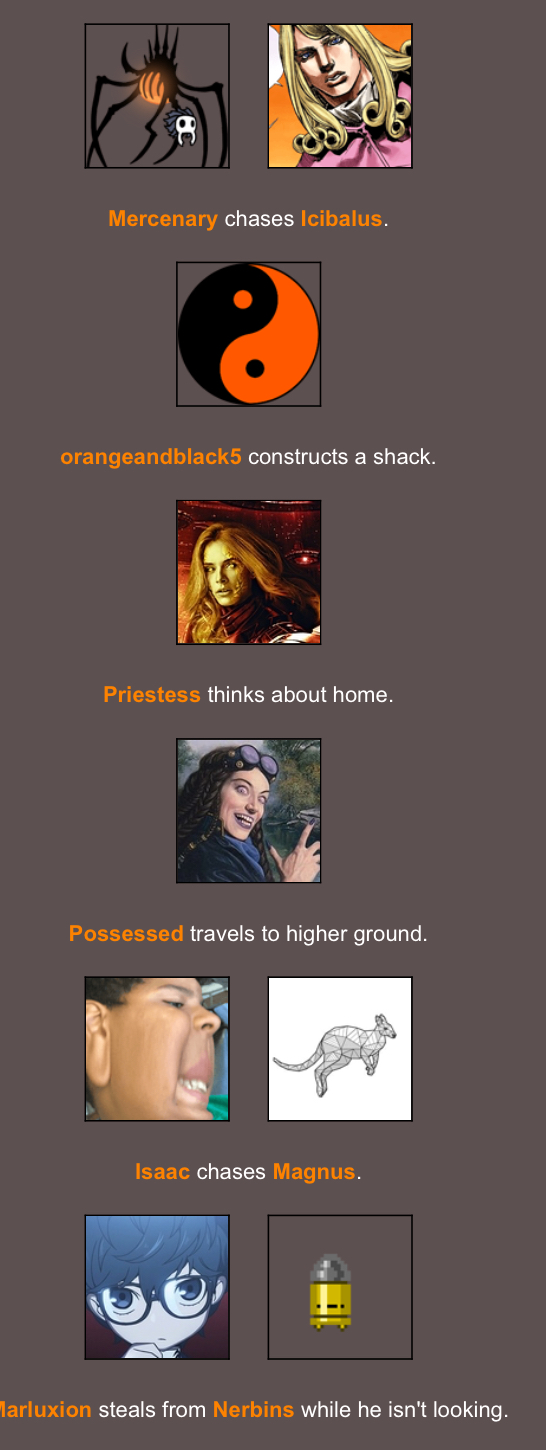 Mercenary chases Icibalus.
orangeandblack5 constructs a shack.
Priestess thinks about home.
Possessed travels to higher ground.
Isaac chases Magnus.
Marluxion steals from Nerbins while he isn't looking.